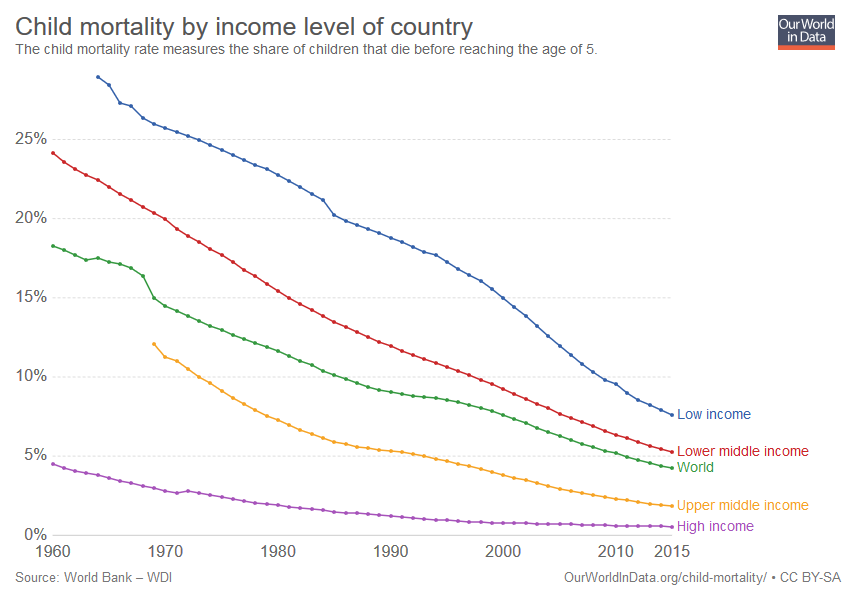 Child mortality by income level of country
The child mortality rate measures the share of children that die before reaching the age of 5.
Our World
in Data
25%
20%
15%
10%
5%
0%
Low income
Lower middle income
World
Upper middle income
High income
1960 1970 1980 1990 2000 2010 2015
Source: World Bank – WDI
OurWorldInData.org/child-mortality/ • CC BY-SA